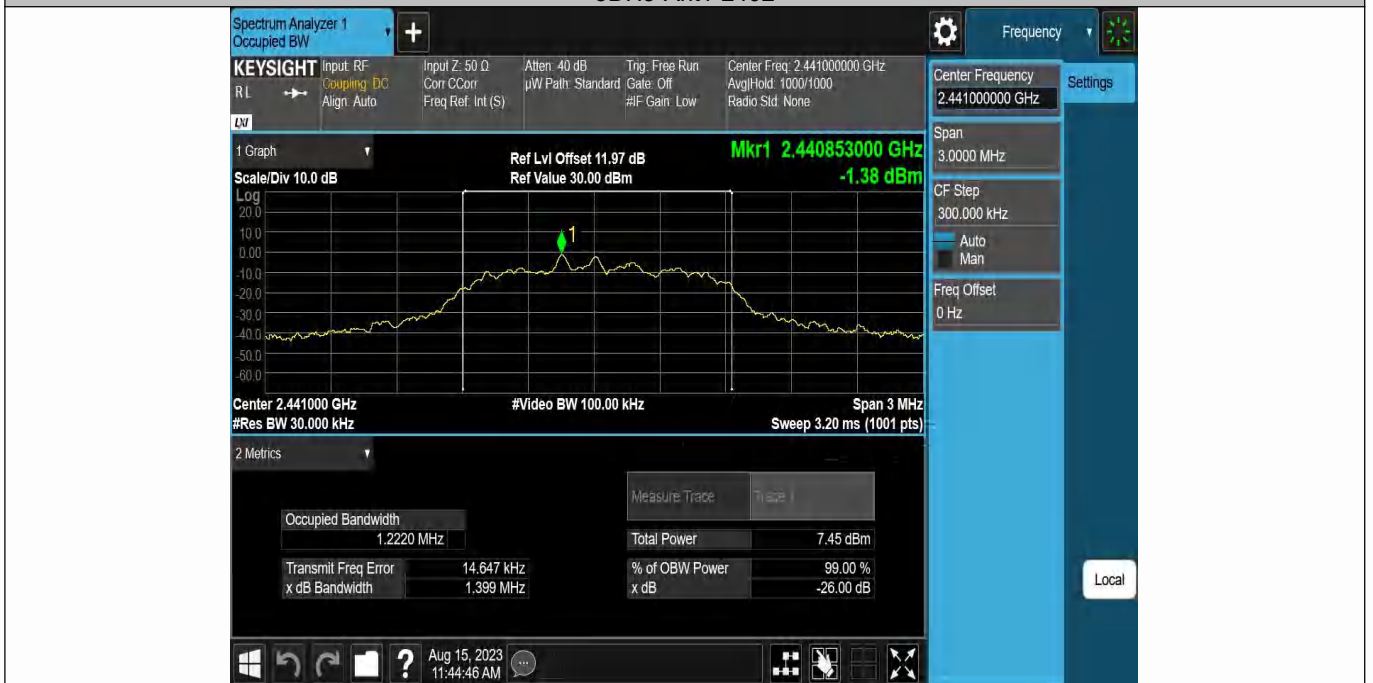 Spectrum Analyzer 1
Occupied BW
+
Frequency
KEYSIGHT
R L
LXI
Input: RF
Coupling: DC
Align: Auto
Input Z: 50 Ω
Corr CCorr
Freq Ref: Int (S)
Atten: 40 dB
µW Path: Standard
Trig: Free Run
Gate: Off
#IF Gain: Low
Center Freq: 2.441000000 GHz
Avg|Hold: 1000/1000
Radio Std: None
Center Frequency
2.441000000 GHz
Settings
Span
3.0000 MHz
CF Step
300.000 kHz
Auto
Man
Freq Offset
0 Hz
Local
1 Graph
Scale/Div 10.0 dB
Ref Lvl Offset 11.97 dB
Ref Value 30.00 dBm
Mkr1 2.440853000 GHz
-1.38 dBm
Log
20.0
10.0
0.00
-10.0
-20.0
-30.0
-40.0
-50.0
-60.0
1
Center 2.441000 GHz
#Video BW 100.00 kHz
Span 3 MHz
#Res BW 30.000 kHz
Sweep 3.20 ms (1001 pts)
2 Metrics
Measure Trace
Trace 1
Occupied Bandwidth
1.2220 MHz
Total Power 7.45 dBm
Transmit Freq Error 14.647 kHz
% of OBW Power 99.00 %
x dB Bandwidth 1.399 MHz
x dB -26.00 dB
?
Aug 15, 2023
11:44:46 AM